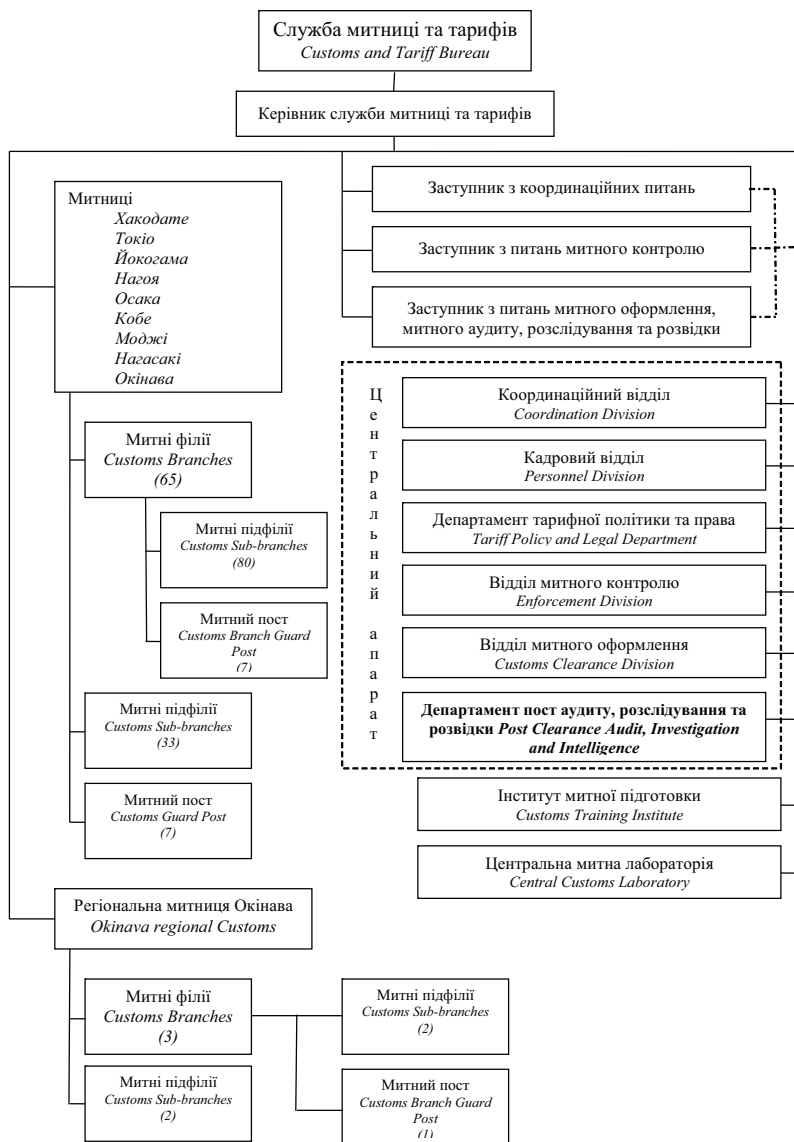 Служба митниці та тарифів
Customs and Tariff Bureau
Керівник служби митниці та тарифів
Митниці
Хакодате
Токіо
Йокогама
Нагоя
Осака
Кобе
Моджі
Нагасакі
Окінава
Заступник з координаційних питань
Заступник з питань митного контролю
Заступник з питань митного оформлення,
митного аудиту, розслідування та розвідки
Центральний апарат
Координаційний відділ
Coordination Division
Кадровий відділ
Personnel Division
Департамент тарифної політики та права
Tariff Policy and Legal Department
Відділ митного контролю
Enforcement Division
Відділ митного оформлення
Customs Clearance Division
Департамент пост аудиту, розслідування та
розвідки Post Clearance Audit, Investigation
and Intelligence
Митні філії
Customs Branches
(65)
Митні підфілії
Customs Sub-branches
(80)
Митний пост
Customs Branch Guard
Post
(7)
Митні підфілії
Customs Sub-branches
(33)
Митний пост
Customs Guard Post
(7)
Інститут митної підготовки
Customs Training Institute
Центральна митна лабораторія
Central Customs Laboratory
Регіональна митниця Окінава
Okinava regional Customs
Митні філії
Customs Branches
(3)
Митні підфілії
Customs Sub-branches
(2)
Митні підфілії
Customs Sub-branches
(2)
Митний пост
Customs Branch Guard
Post
(1)